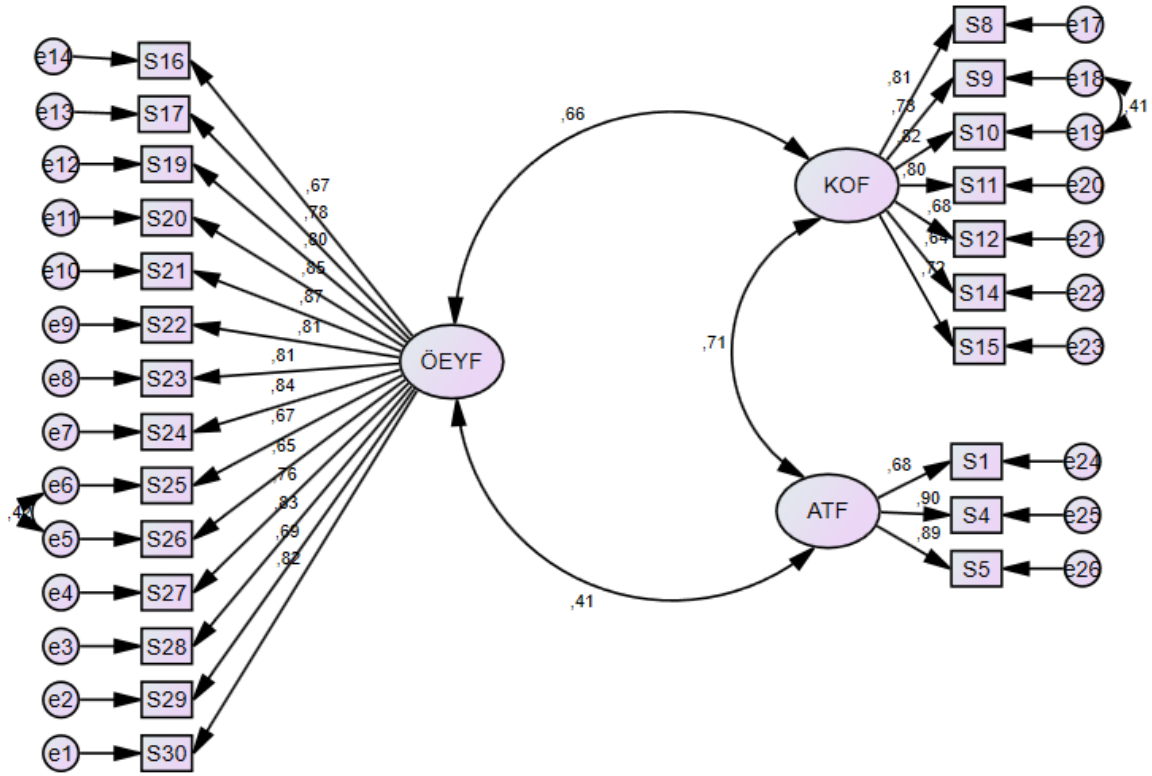 e14 S16
e13 S17
e12 S19
e11 S20
e10 S21
e9 S22
e8 S23
e7 S24
e6 S25
e5 S26
e4 S27
e3 S28
e2 S29
e1 S30
,67
,78
,80
,85
,87
,81
,81
,84
,67
,65
,76
,83
,69
,82
ÖEYF
,66
,71
,41
KOF
,81
,82
,80
,68
,64
,72
S8 e17
S9 e18
S10 e19
,41
S11 e20
S12 e21
S14 e22
S15 e23
ATF
,68
,90
,89
S1 e24
S4 e25
S5 e26